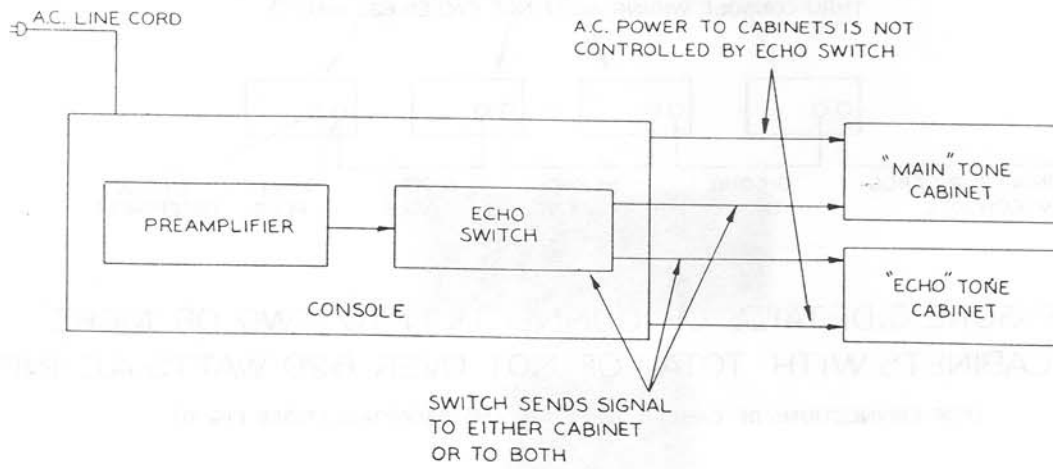 A.C. LINE CORD
A.C. POWER TO CABINETS IS NOT
CONTROLLED BY ECHO SWITCH
"MAIN" TONE
CABINET
PREAMPLIFIER
ECHO
SWITCH
"ECHO" TONE
CABINET
CONSOLE
SWITCH SENDS SIGNAL
TO EITHER CABINET
OR TO BOTH